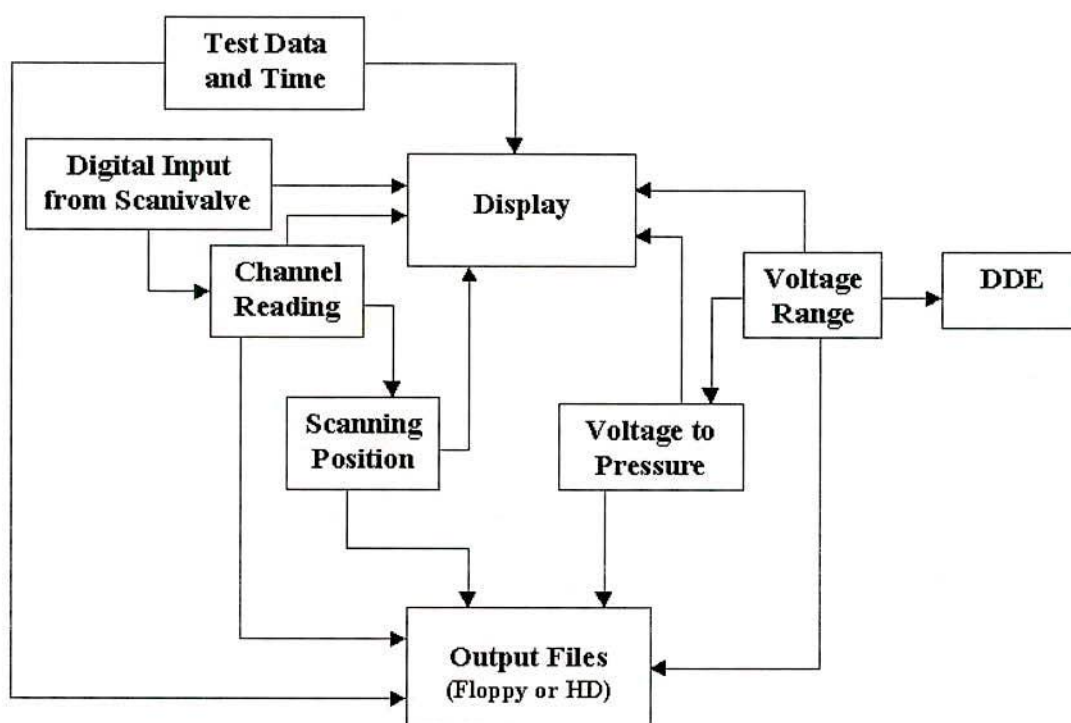 Test Data
and Time
Digital Input
from Scanivalve
Display
Channel
Reading
Voltage
Range
DDE
Scanning
Position
Voltage to
Pressure
Output Files
(Floppy or HD)